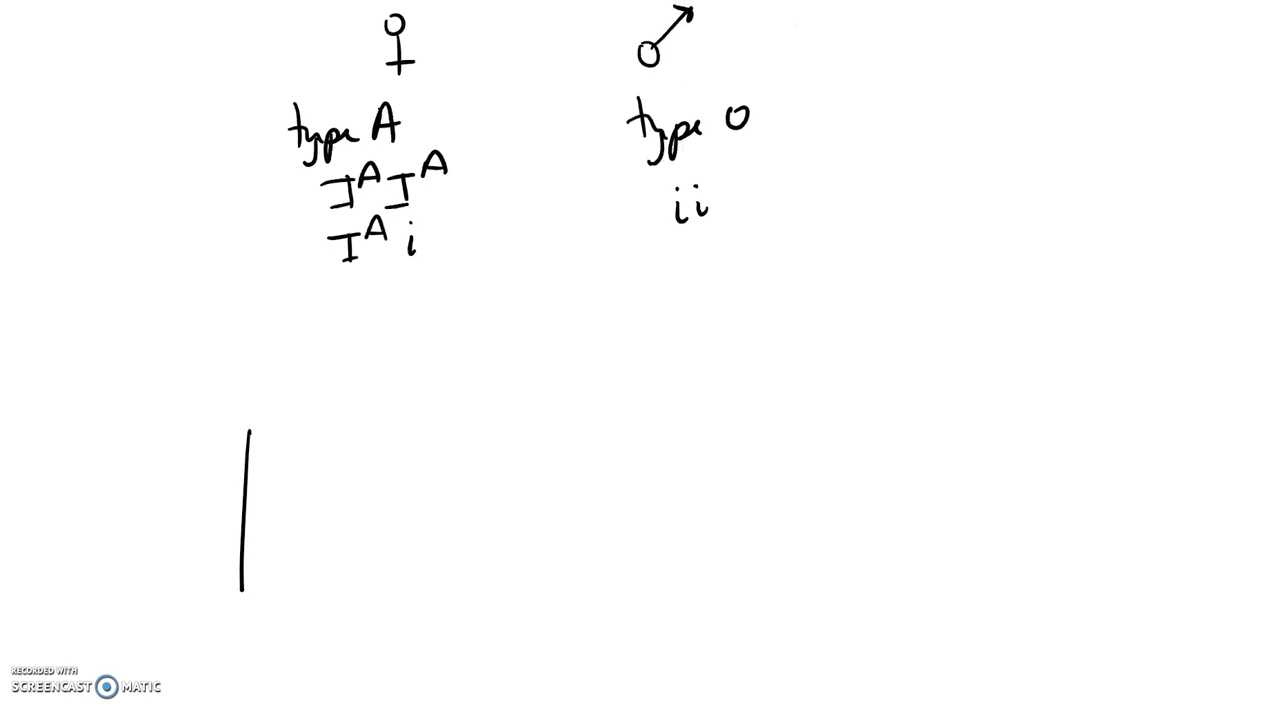 type A
type O
I^A I^A
ii
I^A i
RECORDED WITH
SCREENCAST MATIC